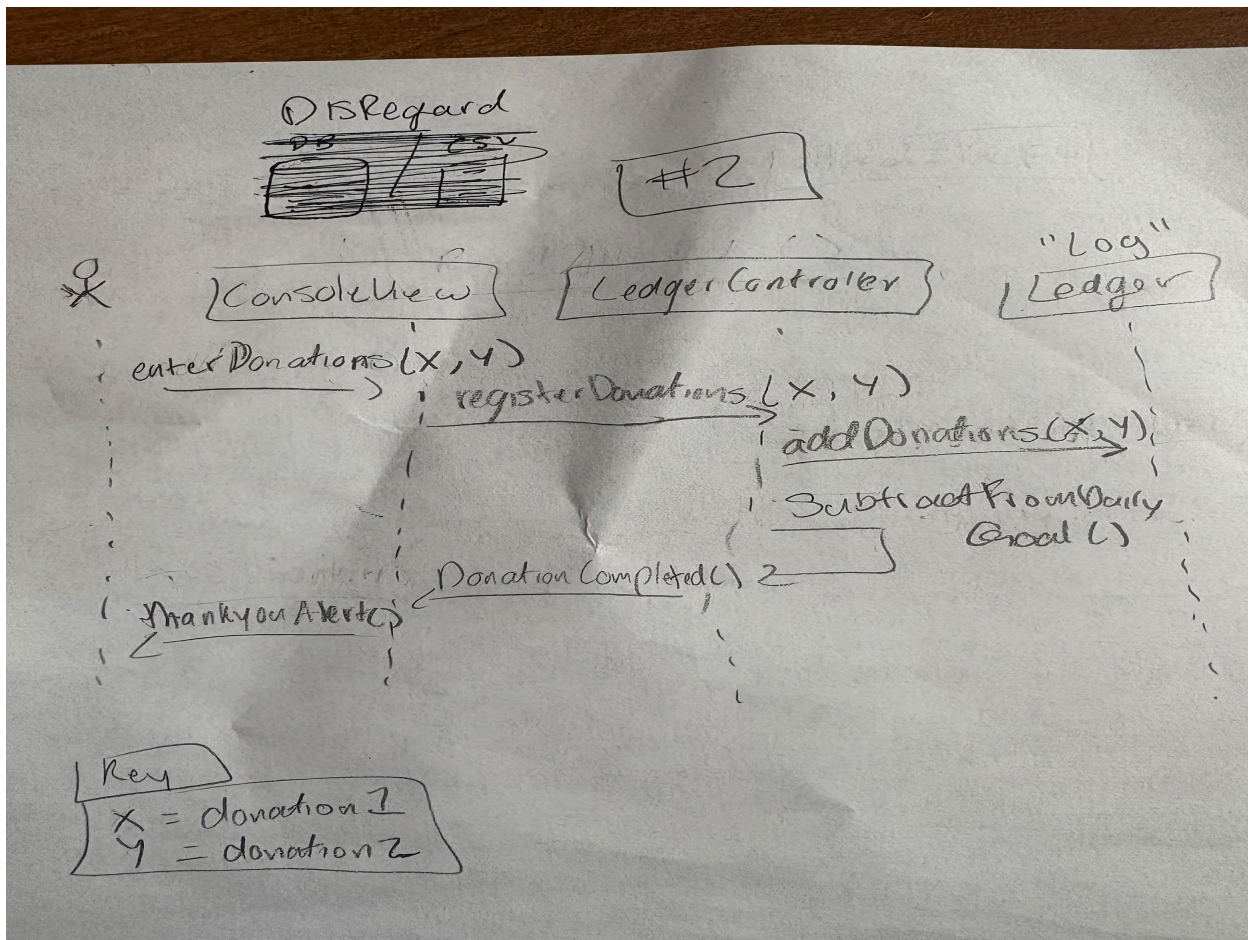 DisRegard
DB / CSV
#2
"Log"
ConsoleView
LedgerController
Ledger
enterDonations(X, Y)
registerDonations(X, Y)
addDonations(X, Y)
SubtractFromDaily
Goal()
DonationCompleted()
ThankyouAlert()
Key
X = donation1
Y = donation2